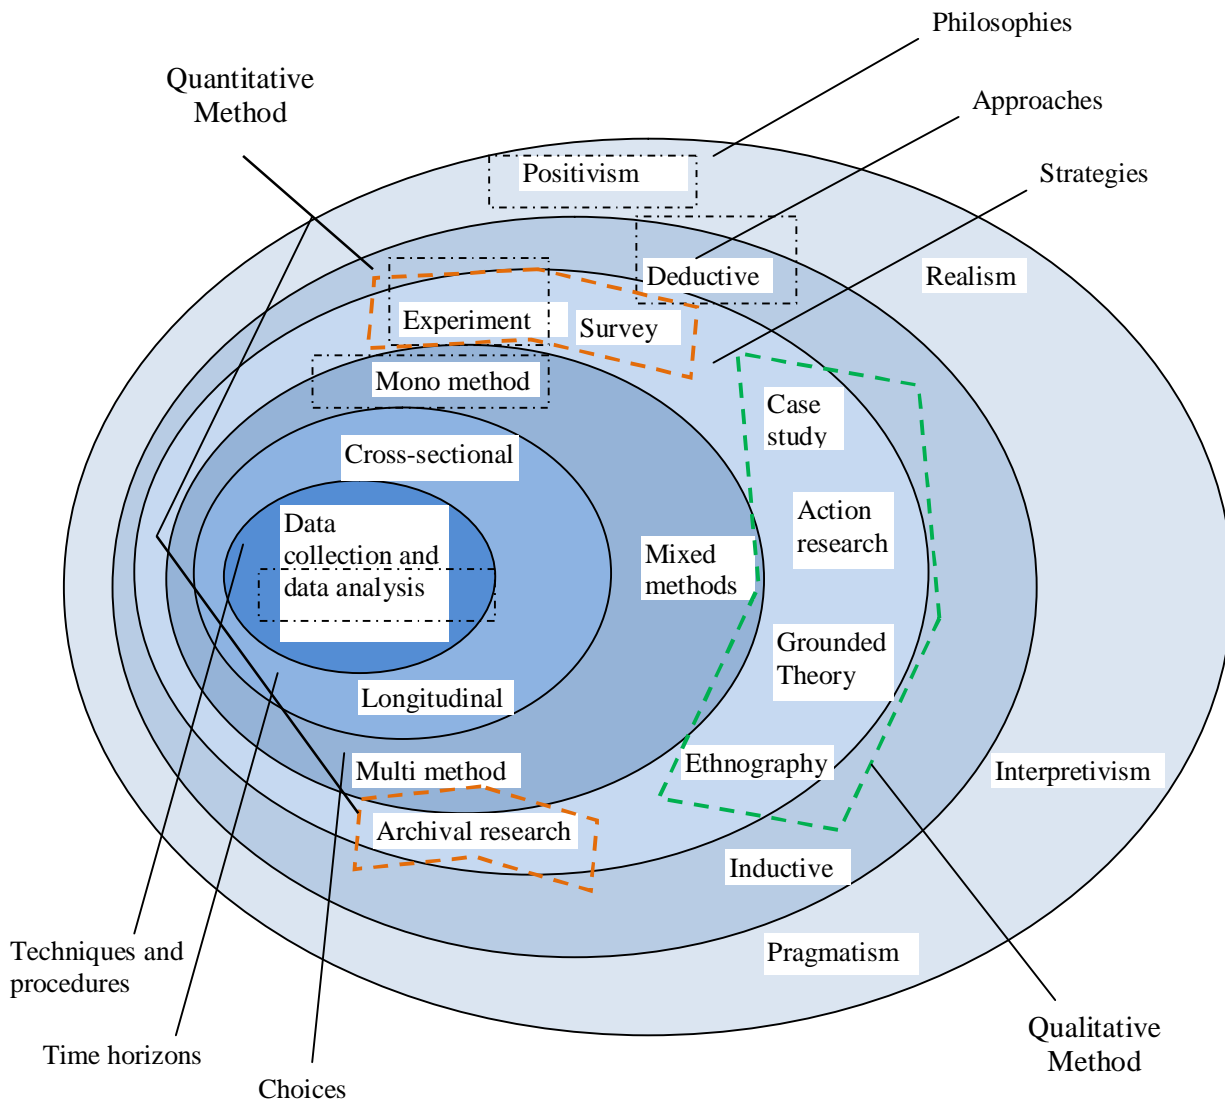 Philosophies
Quantitative
Method
Approaches
Positivism
Strategies
Deductive
Realism
Experiment
Survey
Mono method
Case
study
Cross-sectional
Data
collection and
data analysis
Action
research
Mixed
methods
Grounded
Theory
Longitudinal
Ethnography
Multi method
Interpretivism
Archival research
Inductive
Pragmatism
Techniques and
procedures
Qualitative
Method
Time horizons
Choices